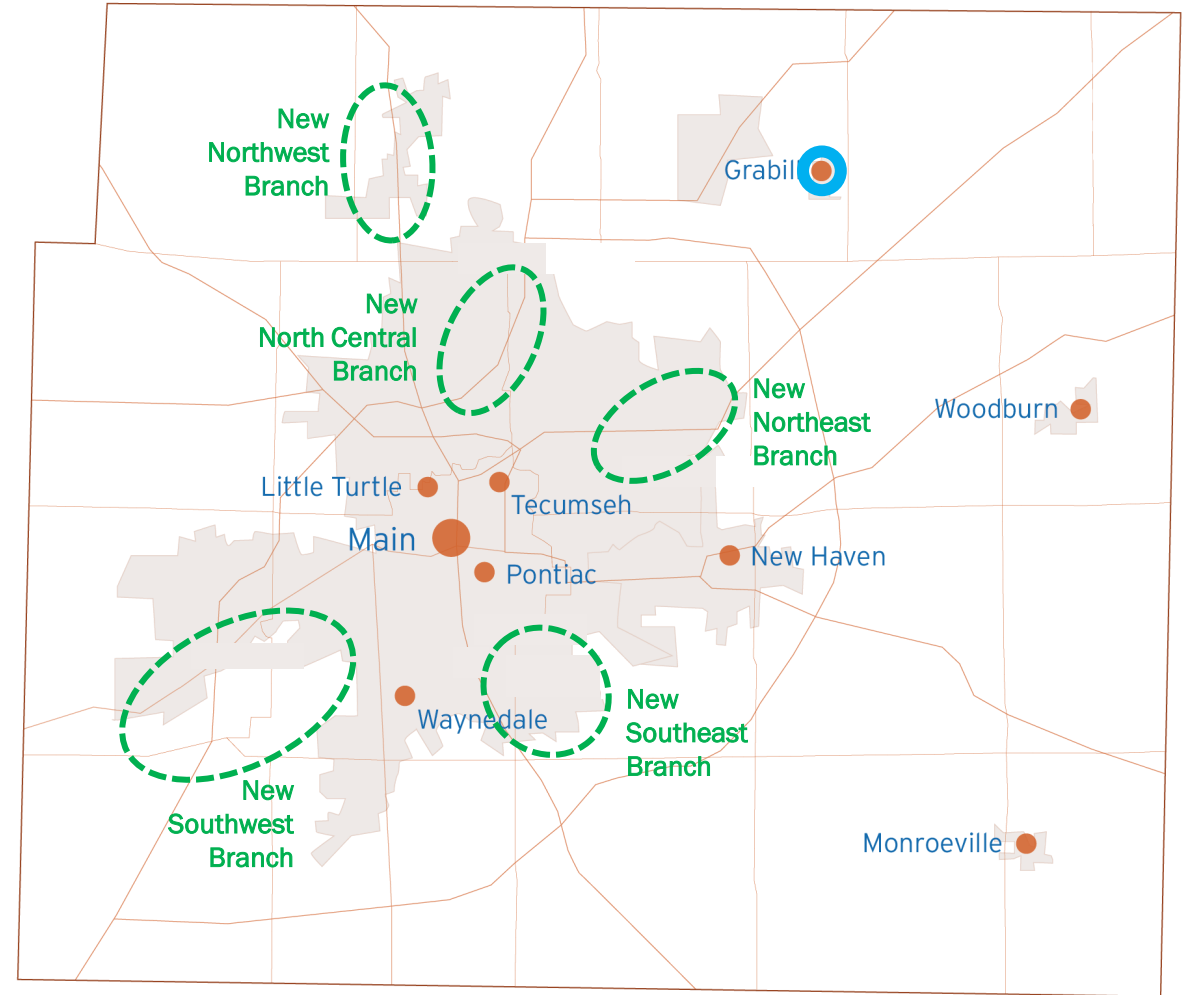 New
Northwest
Branch
Grabill
New
North Central
Branch
New
Northeast
Branch
Woodburn
Little Turtle
Tecumseh
Main
Pontiac
New Haven
Waynedale
New
Southeast
Branch
New
Southwest
Branch
Monroeville